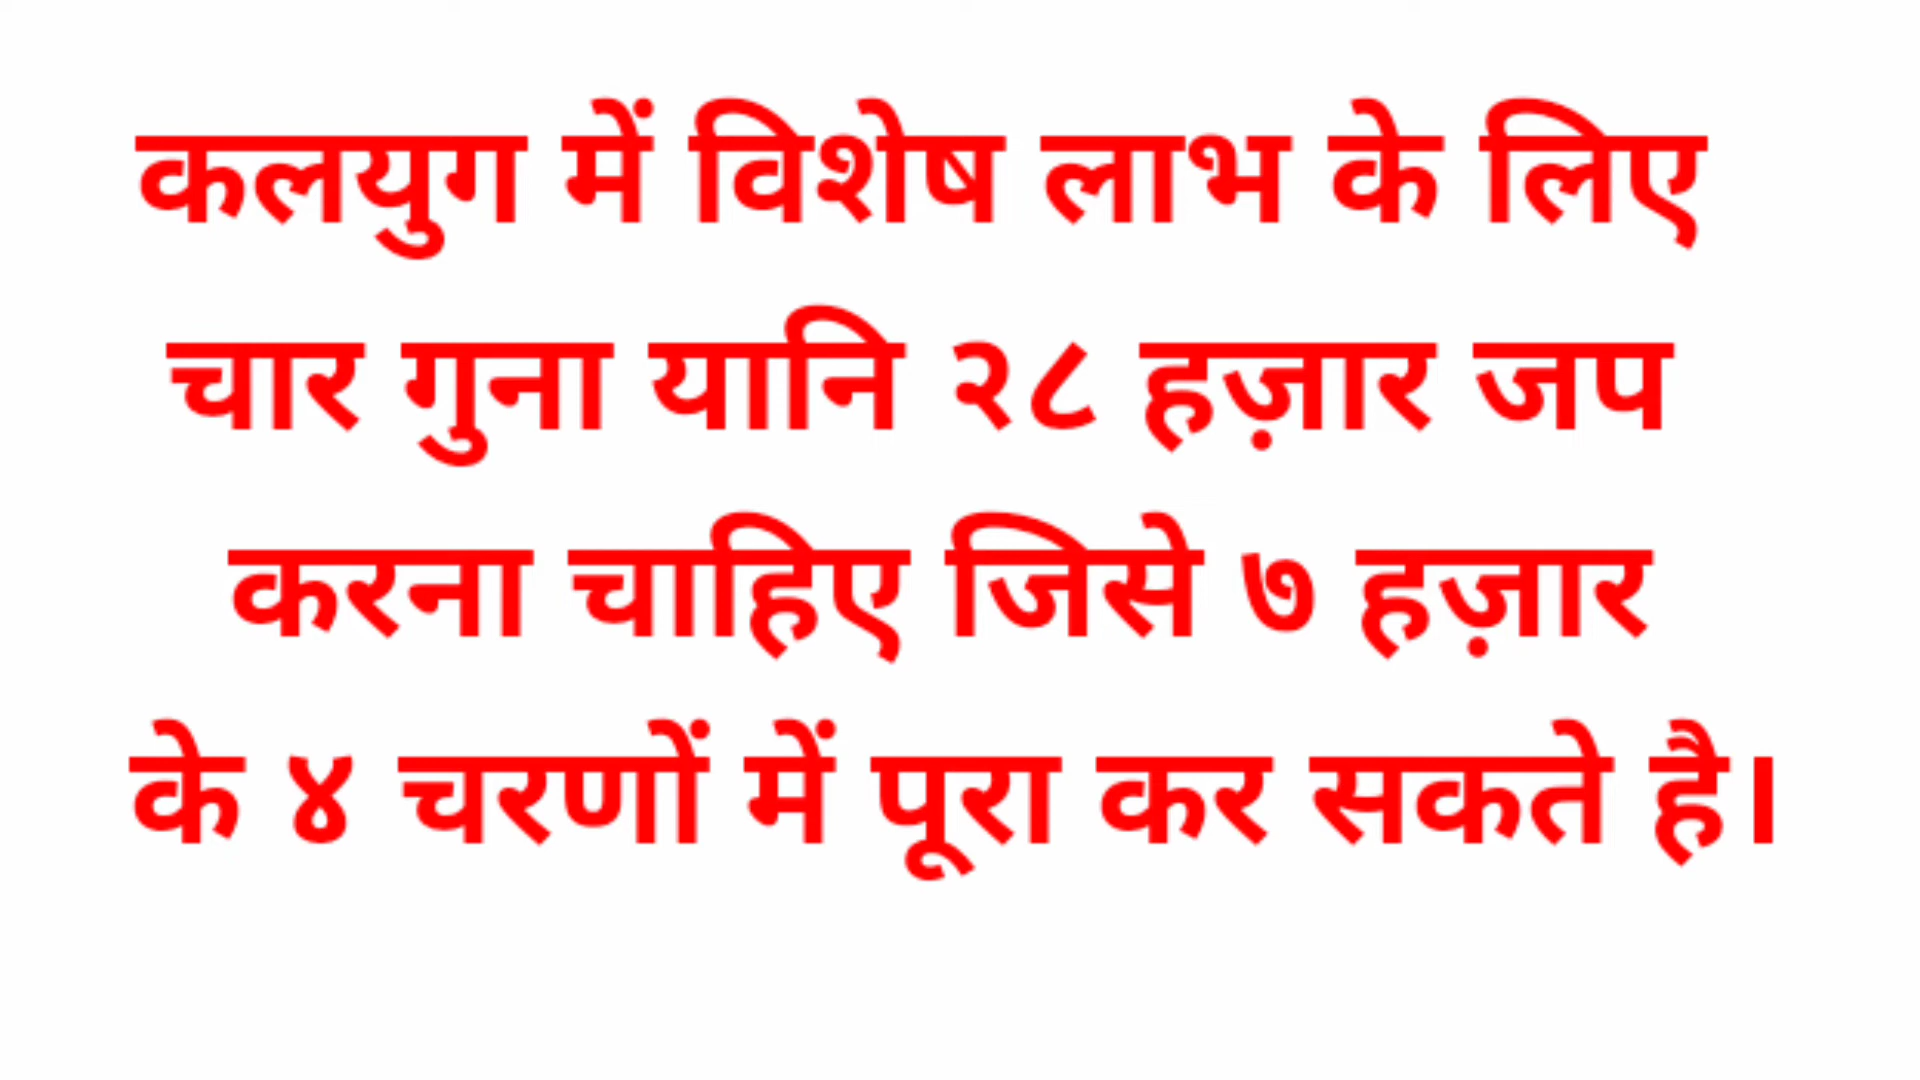 कलयुग में विशेष लाभ के लिए
चार गुना यानि २८ हज़ार जप
करना चाहिए जिसे ७ हज़ार
के ४ चरणों में पूरा कर सकते है।